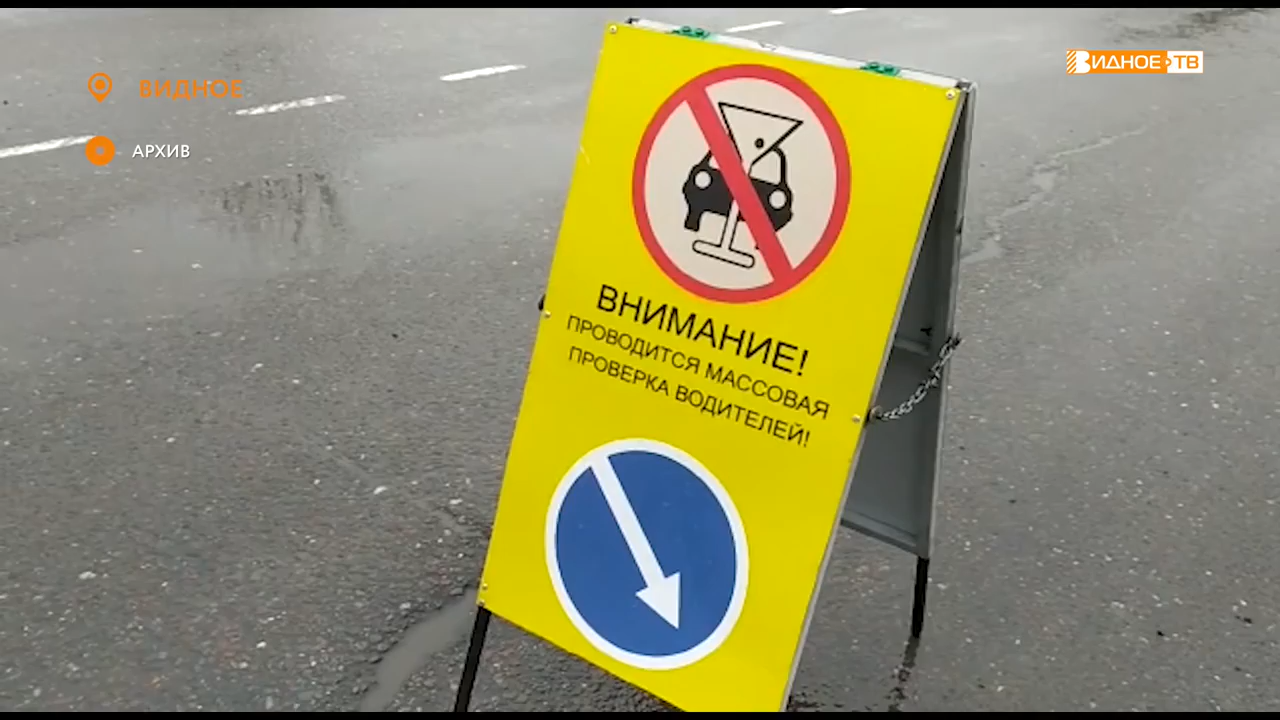 ВИДНОЕ
АРХИВ
ВИДНОЕ ТВ
ВНИМАНИЕ!
ПРОВОДИТСЯ МАССОВАЯ
ПРОВЕРКА ВОДИТЕЛЕЙ!